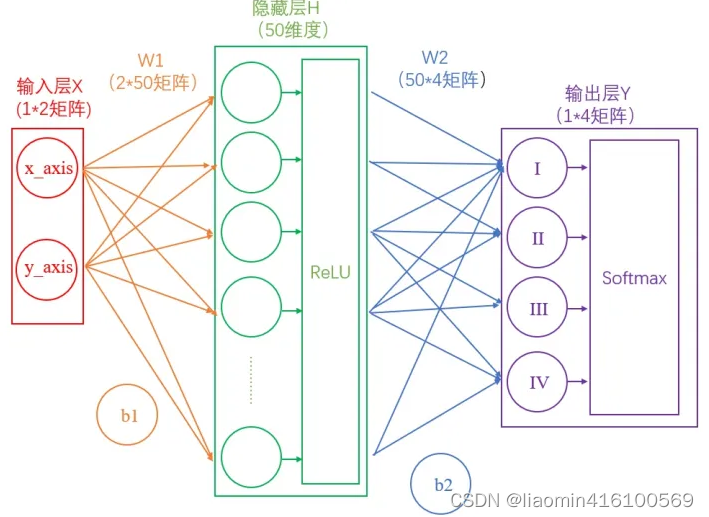 隐藏层H
(50维度)
W1
(2*50矩阵)
W2
(50*4矩阵)
输入层X
(1*2矩阵)
输出层Y
(1*4矩阵)
x_axis
y_axis
ReLU
I
II
III
IV
Softmax
b1
b2
CSDN @liaomin416100569